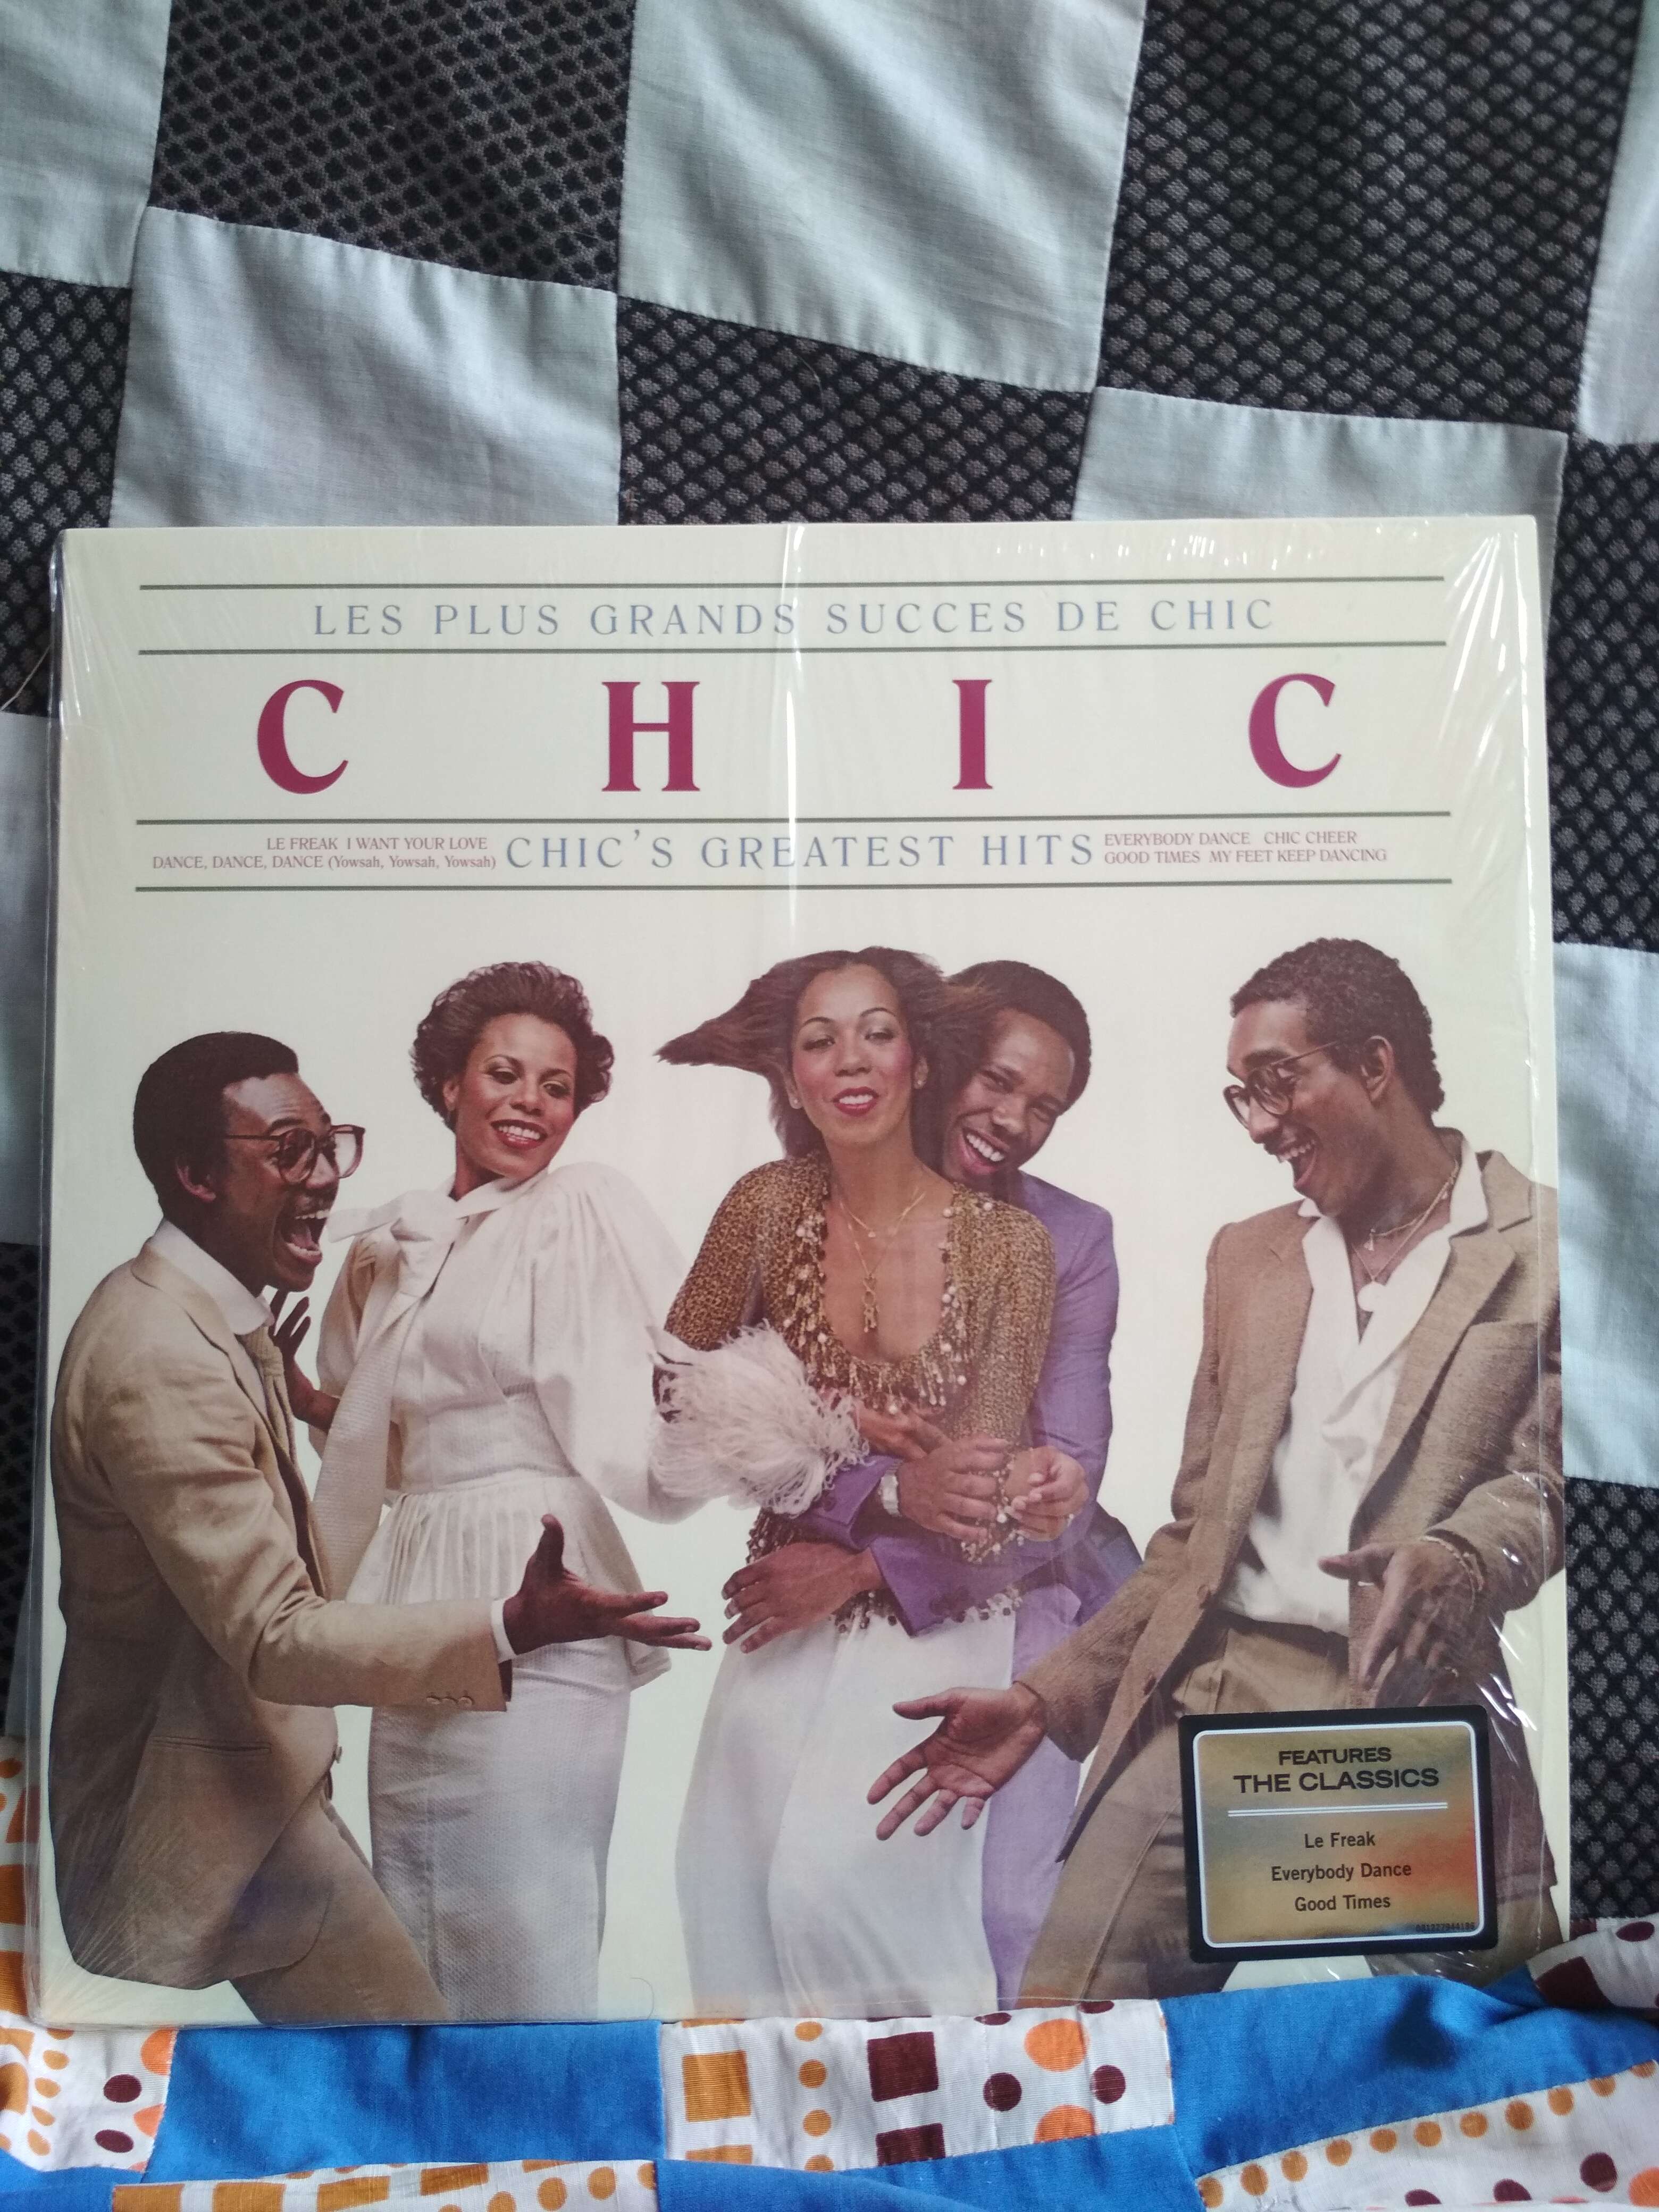 LES PLUS GRANDS SUCCES DE CHIC
CHIC
LE FREAK I WANT YOUR LOVE
DANCE, DANCE, DANCE (Yowsah, Yowsah, Yowsah)
CHIC'S GREATEST HITS
EVERYBODY DANCE CHIC CHEER
GOOD TIMES MY FEET KEEP DANCING
FEATURES
THE CLASSICS
Le Freak
Everybody Dance
Good Times